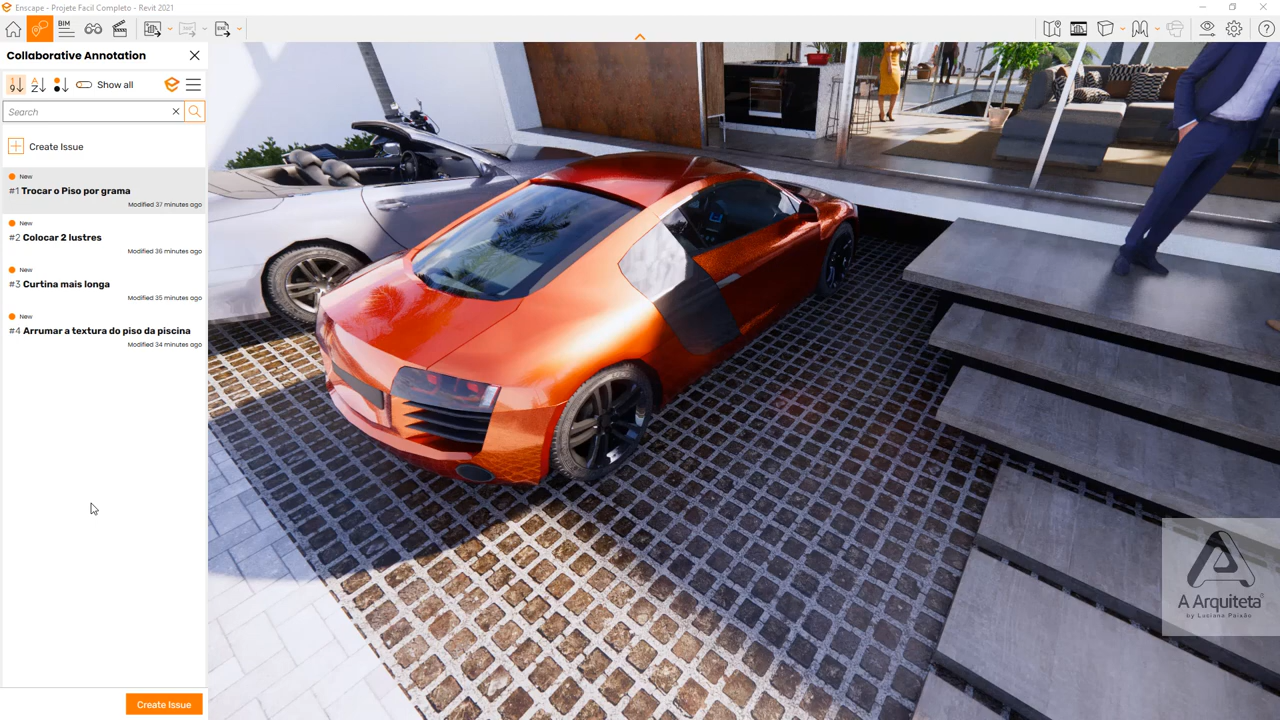 Enscape - Projete Facil Completo - Revit 2021
BIM
Collaborative Annotation
Show all
Search
Create Issue
New
#1 Trocar o Piso por grama
Modified 37 minutes ago
New
#2 Colocar 2 lustres
Modified 36 minutes ago
New
#3 Curtina mais longa
Modified 35 minutes ago
New
#4 Arrumar a textura do piso da piscina
Modified 34 minutes ago
Create Issue
A Arquiteta
by Luciana Paixão